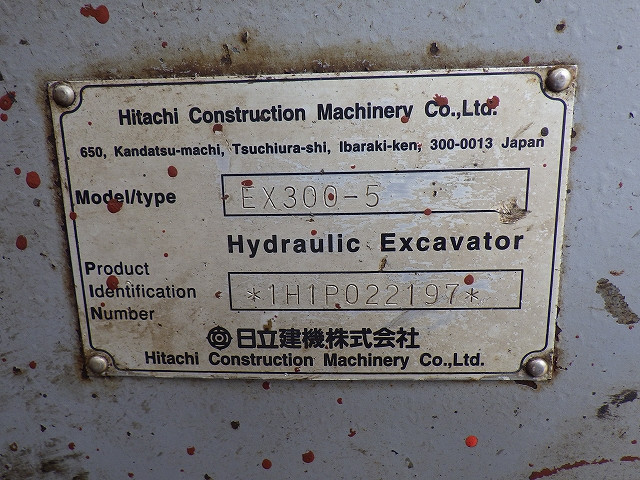 Hitachi Construction Machinery Co.,Ltd.
650, Kandatsu-machi, Tsuchiura-shi, Ibaraki-ken, 300-0013 Japan
Model/type EX300-5
Hydraulic Excavator
Product
Identification
Number
*1H1P022197*
日立建機株式会社
Hitachi Construction Machinery Co.,Ltd.